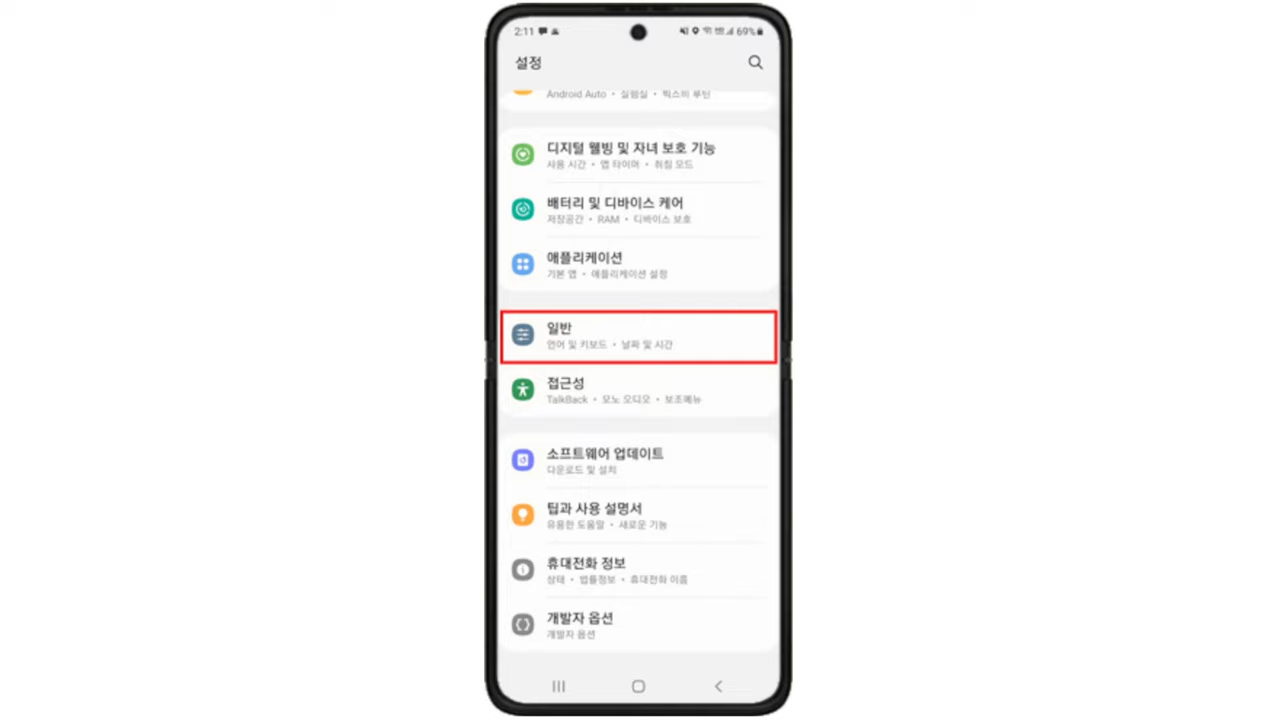 2:11
69%
설정
Android Auto • 실험실 • 빅스비 루틴
디지털 웰빙 및 자녀 보호 기능
사용 시간 • 앱 타이머 • 취침 모드
배터리 및 디바이스 케어
저장공간 • RAM • 디바이스 보호
애플리케이션
기본 앱 • 애플리케이션 설정
일반
언어 및 키보드 • 날짜 및 시간
접근성
TalkBack • 모노 오디오 • 보조메뉴
소프트웨어 업데이트
다운로드 및 설치
팁과 사용 설명서
유용한 도움말 • 새로운 기능
휴대전화 정보
상태 • 법률정보 • 휴대전화 이름
개발자 옵션
개발자 옵션